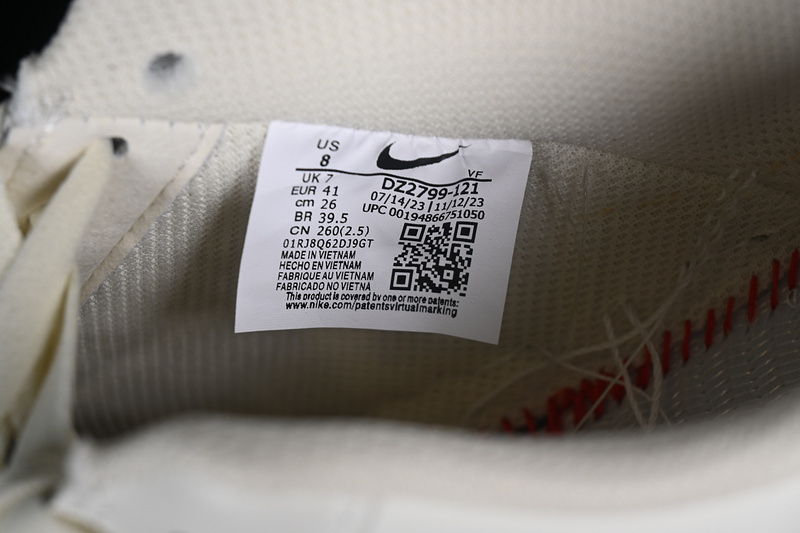 US
8
VF
UK 7
EUR 41
cm 26
BR 39.5
CN 260(2.5)
DZ2799-121
07/14/23 | 11/12/23
UPC 00194866751050
01RJ8Q62DJ9GT
MADE IN VIETNAM
HECHO EN VIETNAM
FABRIQUE AU VIETNAM
FABRICADO NO VIETNA
This product is covered by one or more patents:
www.nike.com/patentsvirtualmarking